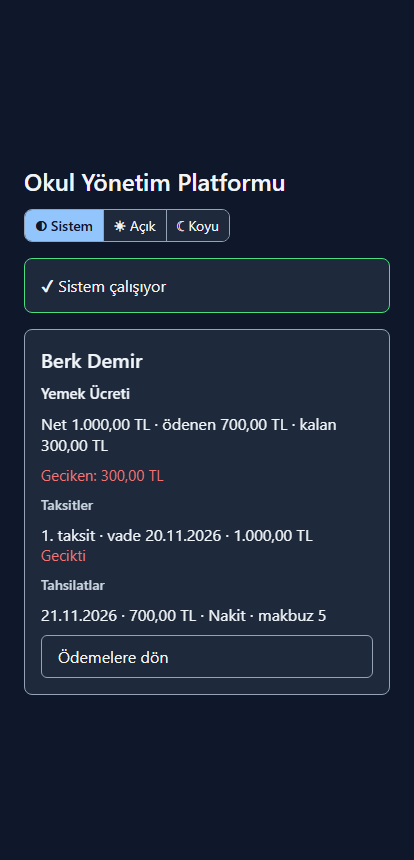 Okul Yönetim Platformu
◐ Sistem ☀ Açık ☾ Koyu
✔ Sistem çalışıyor
Berk Demir
Yemek Ücreti
Net 1.000,00 TL · ödenen 700,00 TL · kalan
300,00 TL
Geciken: 300,00 TL
Taksitler
1. taksit · vade 20.11.2026 · 1.000,00 TL
Gecikti
Tahsilatlar
21.11.2026 · 700,00 TL · Nakit · makbuz 5
Ödemelere dön